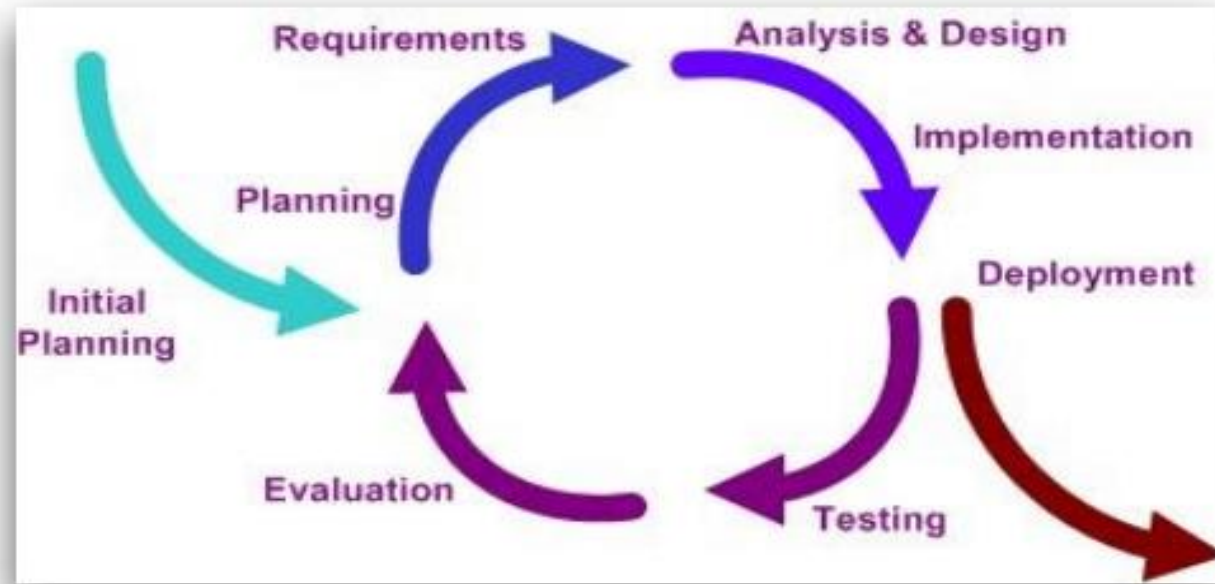 Requirements
Analysis & Design
Implementation
Planning
Deployment
Initial
Planning
Evaluation
Testing